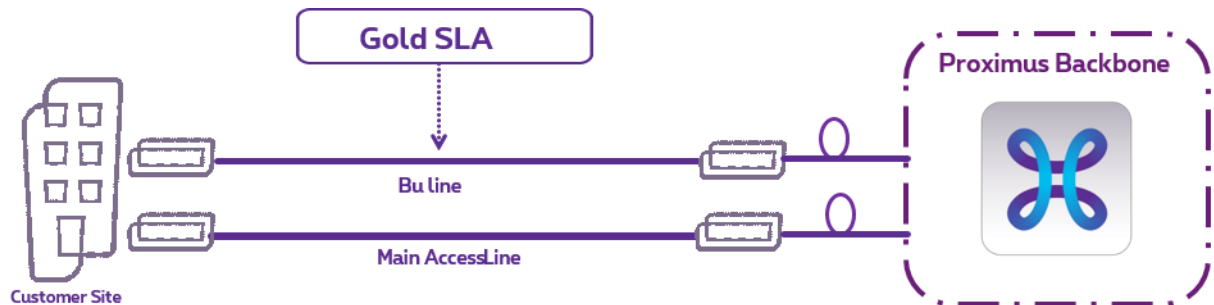 Gold SLA
Proximus Backbone
Bu line
Main AccessLine
Customer Site